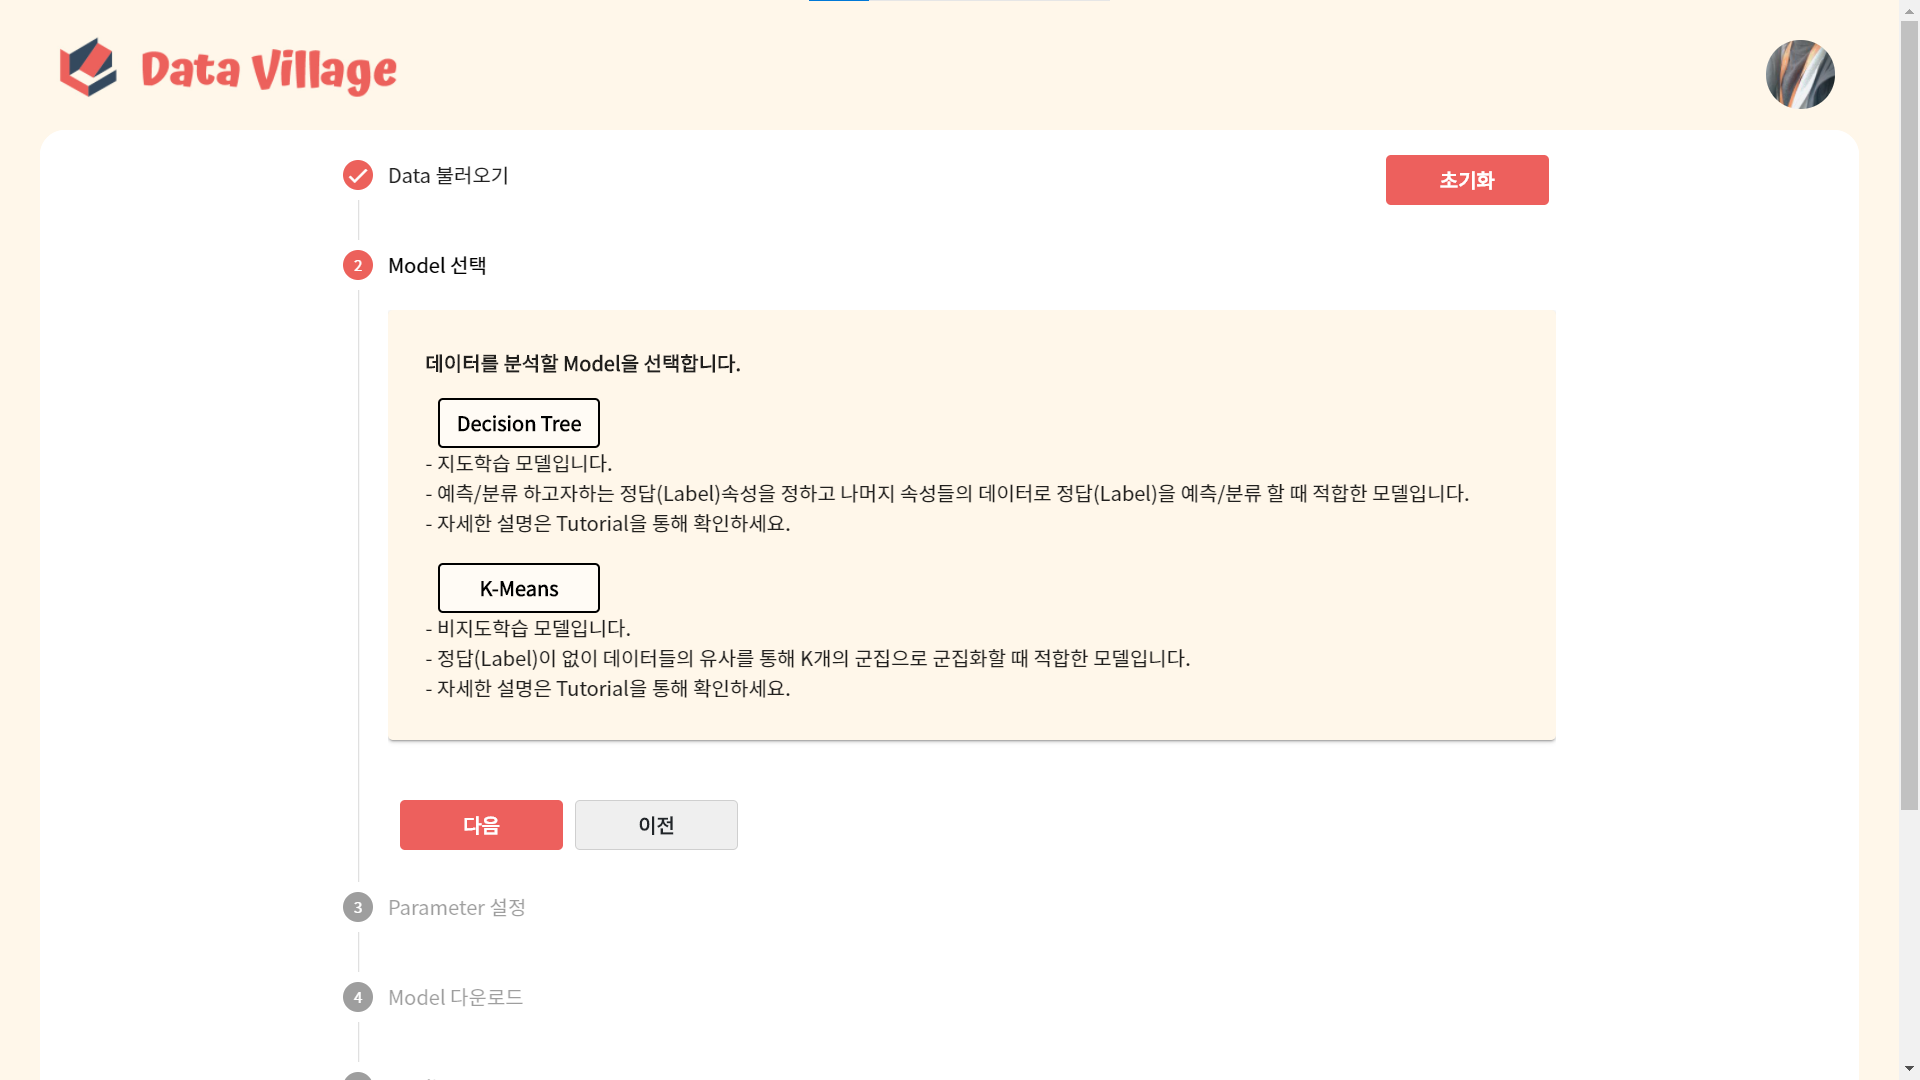 Data Village
Data 불러오기
초기화
2
Model 선택
데이터를 분석할 Model을 선택합니다.
Decision Tree
- 지도학습 모델입니다.
- 예측/분류 하고자하는 정답(Label)속성을 정하고 나머지 속성들의 데이터로 정답(Label)을 예측/분류 할 때 적합한 모델입니다.
- 자세한 설명은 Tutorial을 통해 확인하세요.
K-Means
- 비지도학습 모델입니다.
- 정답(Label)이 없이 데이터들의 유사를 통해 K개의 군집으로 군집화할 때 적합한 모델입니다.
- 자세한 설명은 Tutorial을 통해 확인하세요.
다음
이전
3
Parameter 설정
4
Model 다운로드